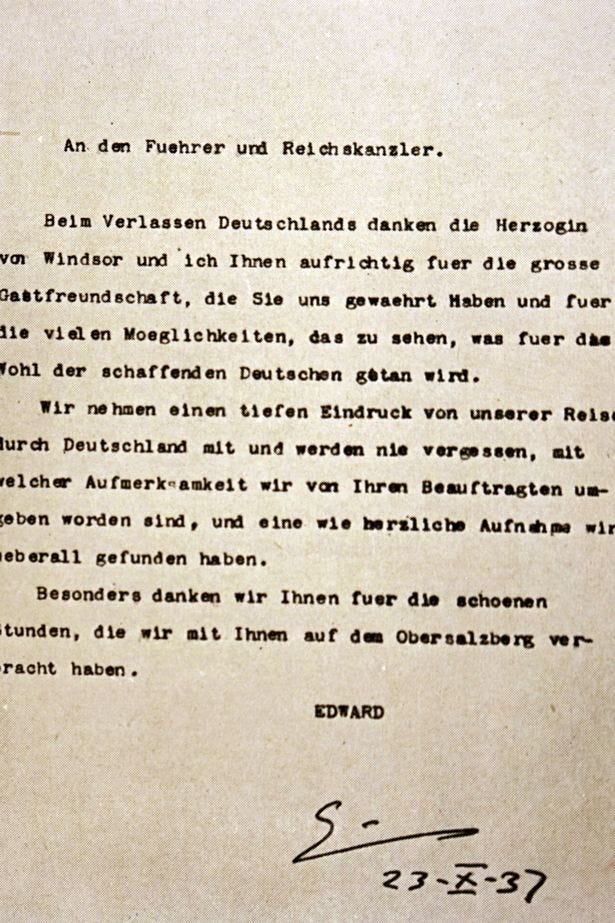 An den Fuehrer und Reichskanzler.
Beim Verlassen Deutschlands danken die Herzogin
von Windsor und ich Ihnen aufrichtig fuer die grosse
Gastfreundschaft, die Sie uns gewaehrt Haben und fuer
die vielen Moeglichkeiten, das zu sehen, was fuer das
Wohl der schaffenden Deutschen getan wird.
Wir nehmen einen tiefen Eindruck von unserer Reise
durch Deutschland mit und werden nie vergessen, mit
welcher Aufmerksamkeit wir von Ihren Beauftragten um-
geben worden sind, und eine wie herzliche Aufnahme wir
ueberall gefunden haben.
Besonders danken wir Ihnen fuer die schoenen
Stunden, die wir mit Ihnen auf dem Obersalzberg ver-
bracht haben.
EDWARD
23-X-37